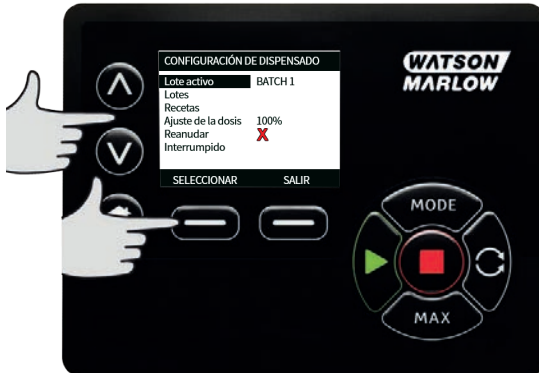 CONFIGURACIÓN DE DISPENSADO
Lote activo BATCH 1
Lotes
Recetas
Ajuste de la dosis 100%
Reanudar X
Interrumpido
SELECCIONAR SALIR
WATSON
MARLOW
MODE
MAX